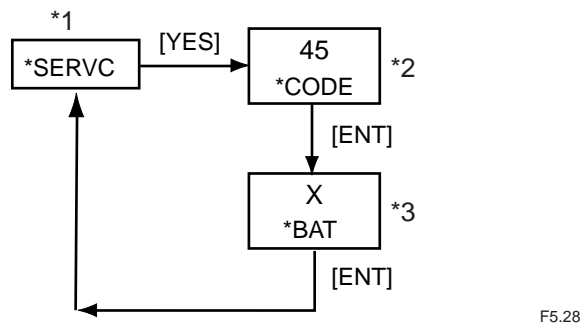 *1
*SERVC
[YES]
45
*CODE
*2
[ENT]
X
*BAT
*3
[ENT]
F5.28